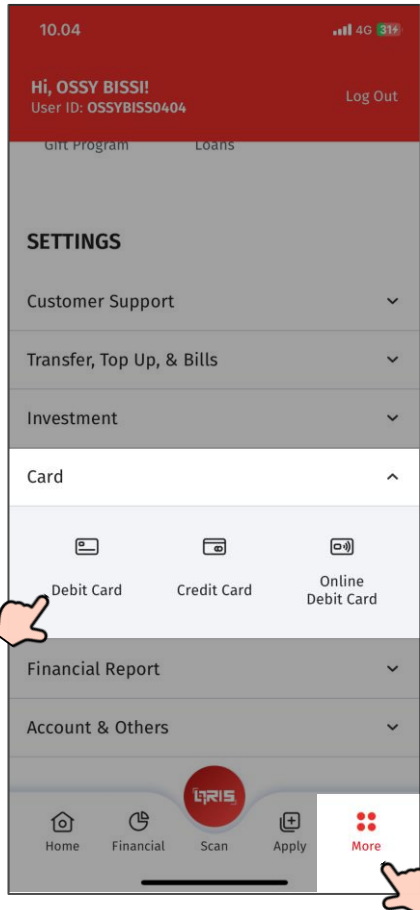 10.04 4G 31
Hi, OSSY BISSI!
User ID: OSSYBISS0404
Log Out
Gift Program Loans
SETTINGS
Customer Support
Transfer, Top Up, & Bills
Investment
Card
Debit Card Credit Card Online
Debit Card
Financial Report
Account & Others
QRIS
Home Financial Scan Apply More